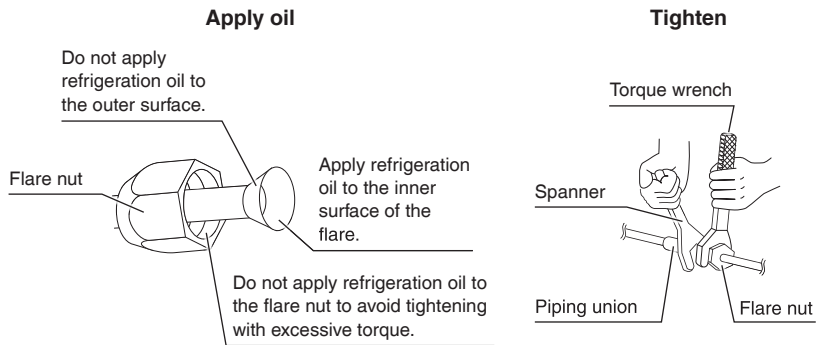 Apply oil
Do not apply
refrigeration oil to
the outer surface.
Flare nut
Apply refrigeration
oil to the inner
surface of the
flare.
Do not apply refrigeration oil to
the flare nut to avoid tightening
with excessive torque.
Tighten
Torque wrench
Spanner
Piping union
Flare nut